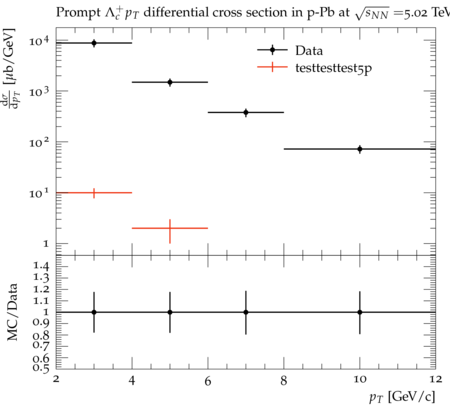 Prompt Λc+ pT differential cross section in p-Pb at √sNN =5.02 TeV
dσ/dpT [μb/GeV]
Data
testtesttest5p
10^4
10^3
10^2
10^1
1
MC/Data
1.4
1.3
1.2
1.1
1
0.9
0.8
0.7
0.6
0.5
2 4 6 8 10 12
pT [GeV/c]